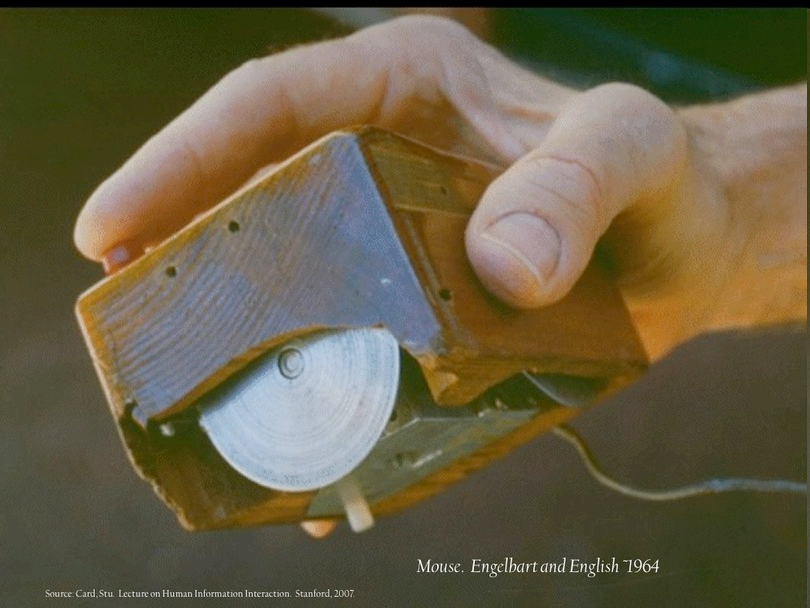 Mouse. Engelbart and English ~1964
Source: Card, Stu. Lecture on Human Information Interaction. Stanford, 2007.